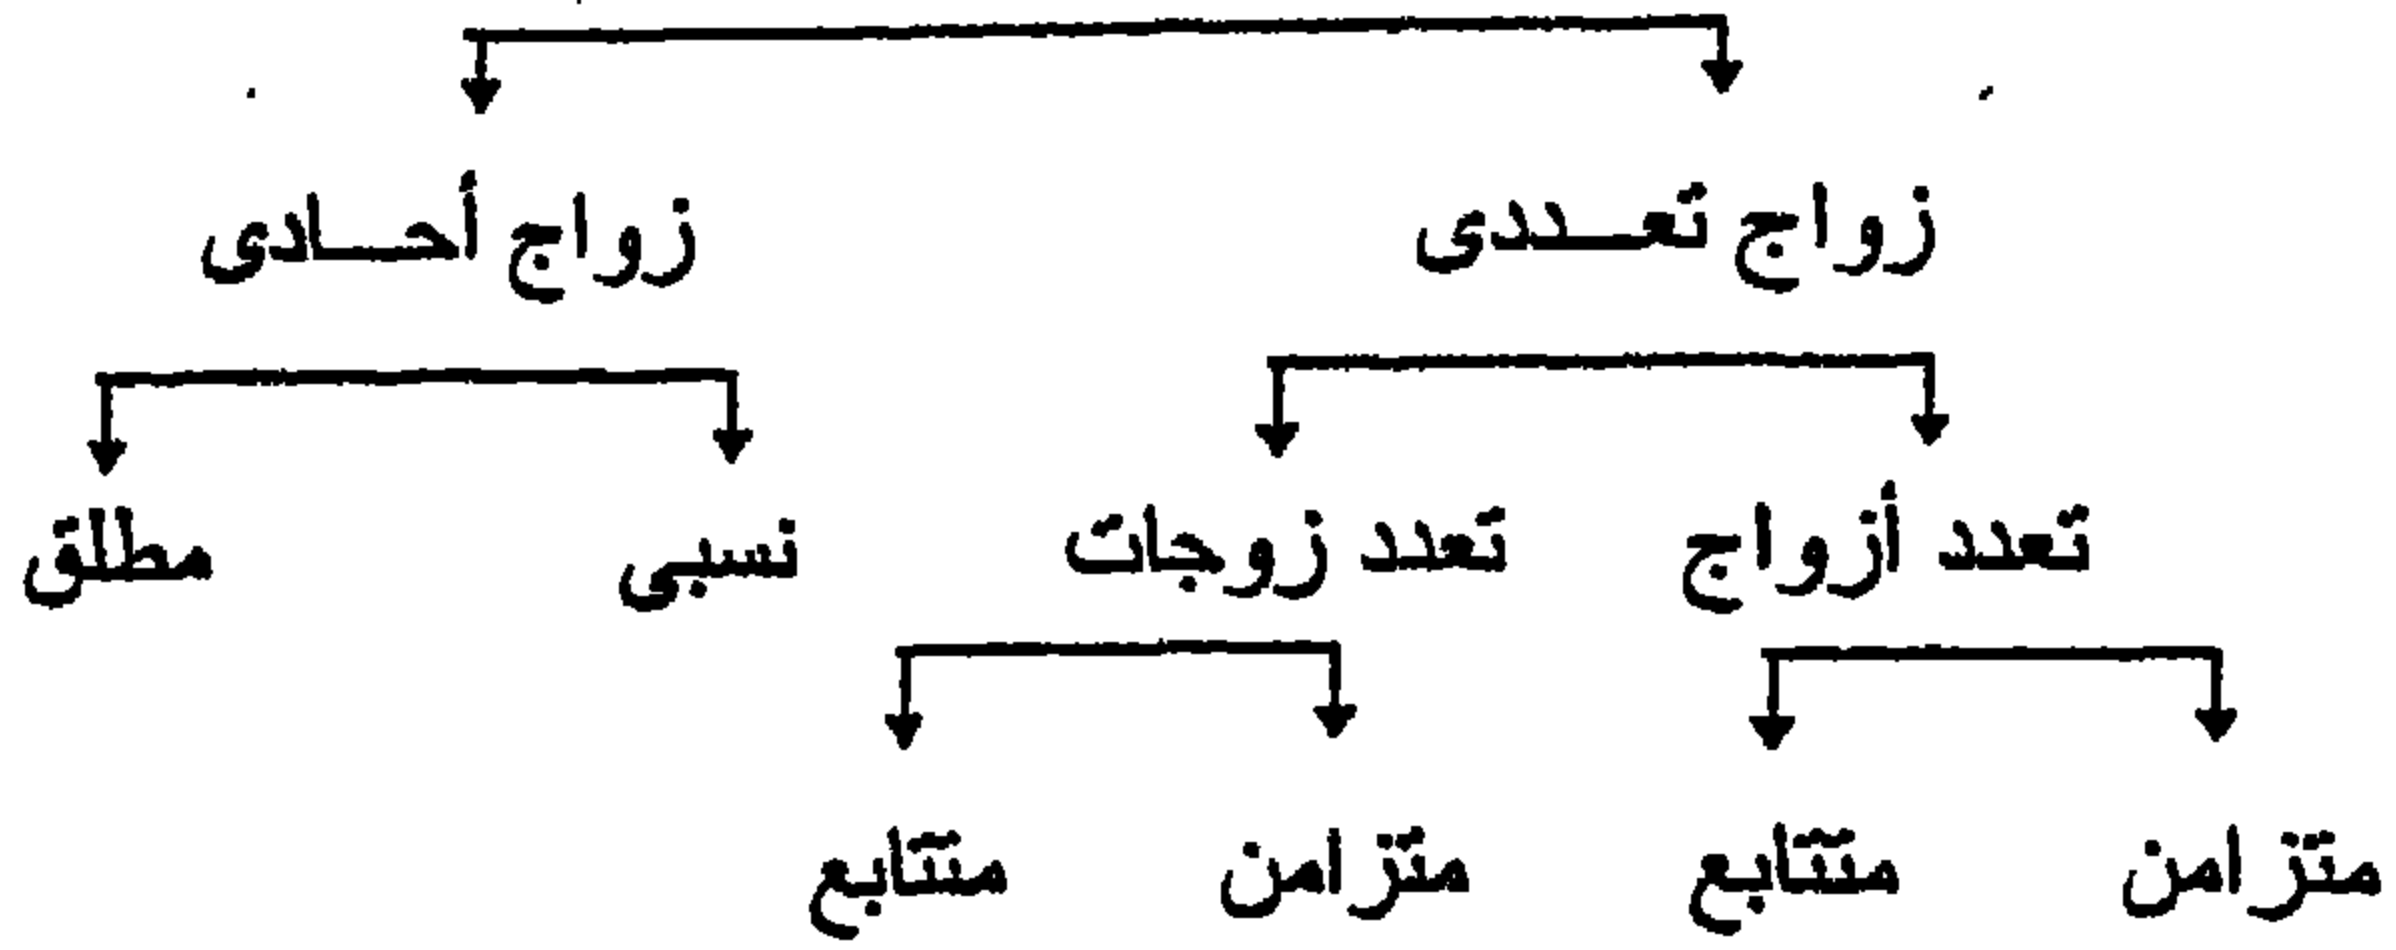 زواج تعددى زواج أحادى
تعدد أزواج تعدد زوجات نسبى مطلق
متزامن متتابع متزامن متتابع